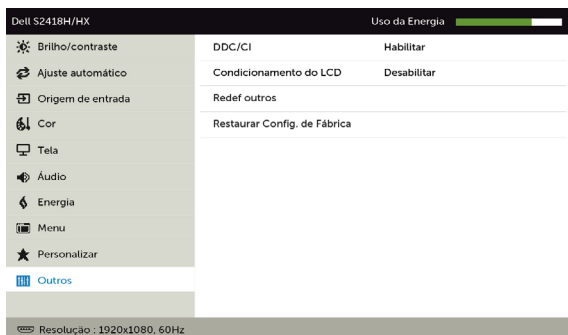 Dell S2418H/HX Uso da Energia
Brilho/contraste DDC/CI Habilitar
Ajuste automático Condicionamento do LCD Desabilitar
Origem de entrada Redef outros
Cor Restaurar Config. de Fábrica
Tela
Áudio
Energia
Menu
Personalizar
Outros
Resolução : 1920x1080, 60Hz